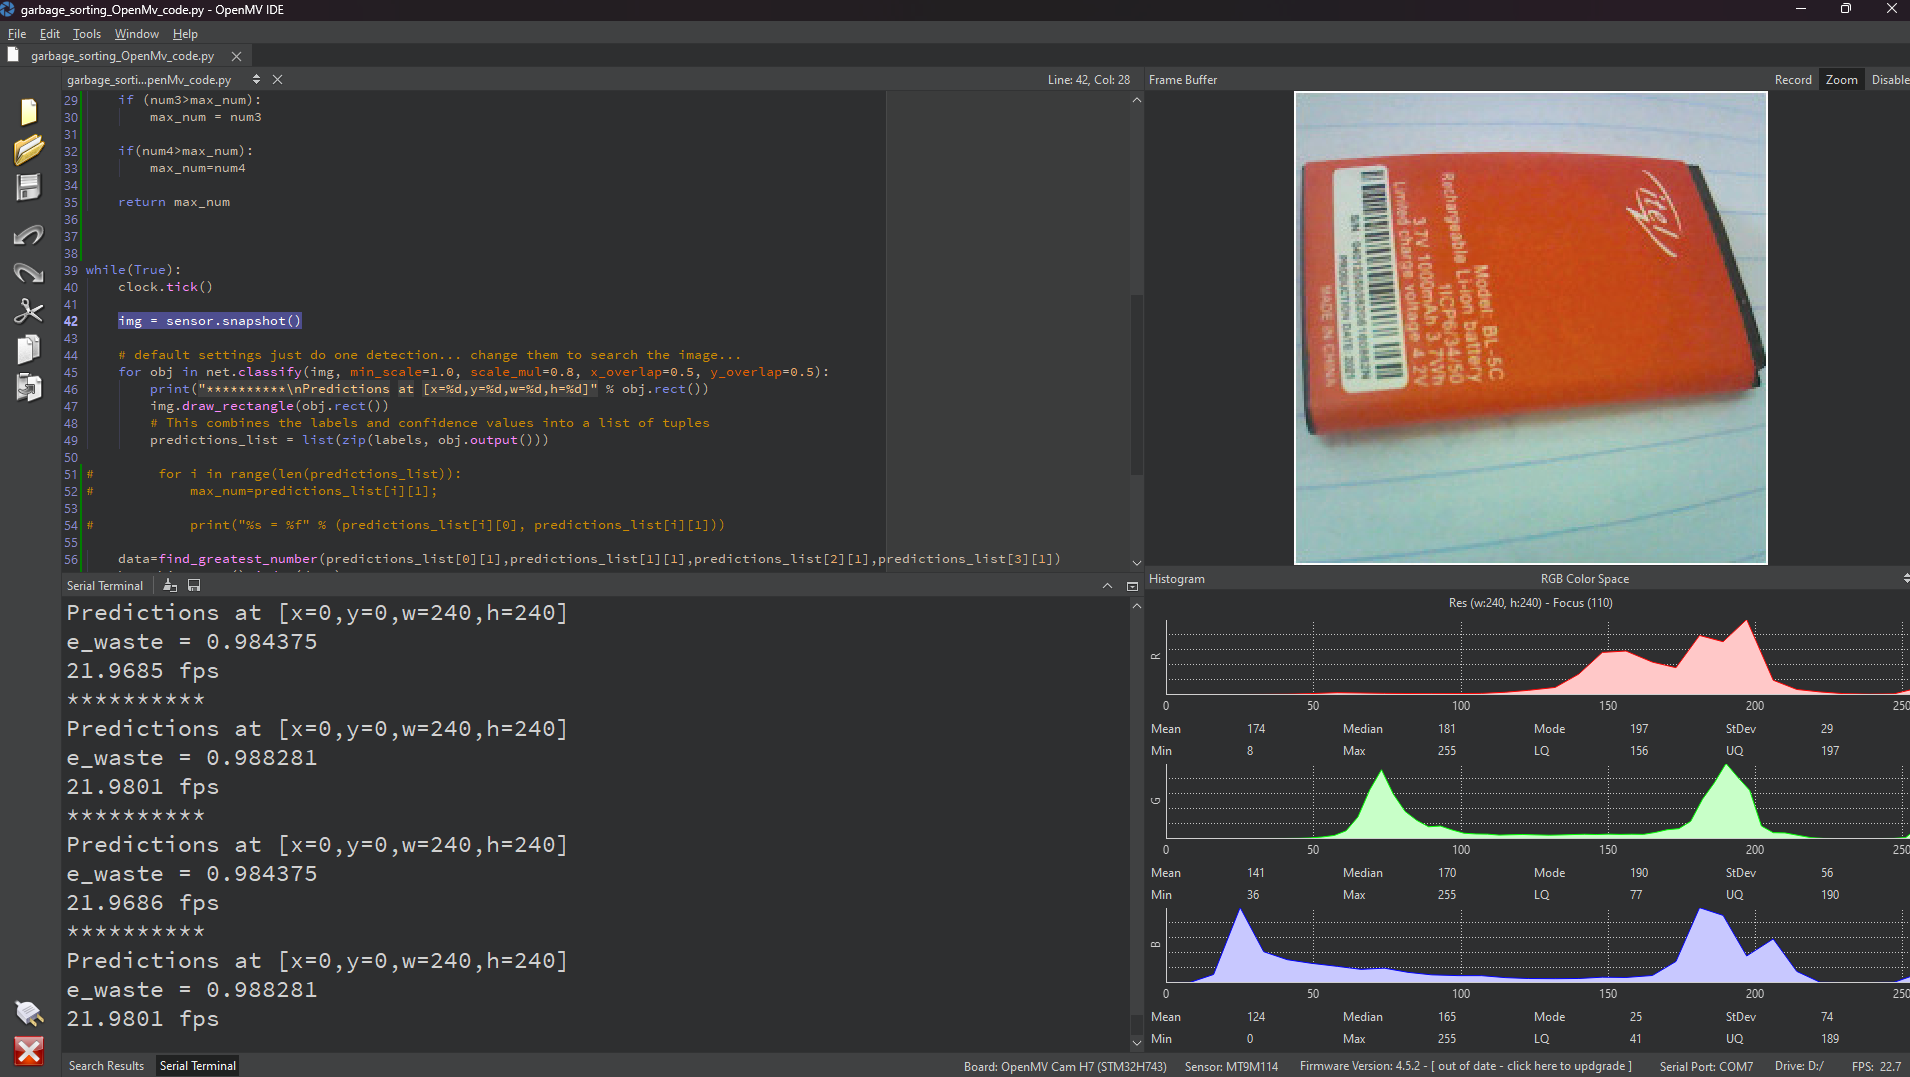 garbage_sorting_OpenMv_code.py - OpenMV IDE
File Edit Tools Window Help
garbage_sorting_OpenMv_code.py
garbage_sorti...penMv_code.py
Line: 42, Col: 28
29 if (num3>max_num):
30 max_num = num3
31
32 if(num4>max_num):
33 max_num=num4
34
35 return max_num
36
37
38
39 while(True):
40 clock.tick()
41
42 img = sensor.snapshot()
43
44 # default settings just do one detection... change them to search the image...
45 for obj in net.classify(img, min_scale=1.0, scale_mul=0.8, x_overlap=0.5, y_overlap=0.5):
46 print("**********\nPredictions at [x=%d,y=%d,w=%d,h=%d]" % obj.rect())
47 img.draw_rectangle(obj.rect())
48 # This combines the labels and confidence values into a list of tuples
49 predictions_list = list(zip(labels, obj.output()))
50
51 # for i in range(len(predictions_list)):
52 # max_num=predictions_list[i][1];
53
54 # print("%s = %f" % (predictions_list[i][0], predictions_list[i][1]))
55
56 data=find_greatest_number(predictions_list[0][1],predictions_list[1][1],predictions_list[2][1],predictions_list[3][1])
Serial Terminal
Predictions at [x=0,y=0,w=240,h=240]
e_waste = 0.984375
21.9685 fps
**********
Predictions at [x=0,y=0,w=240,h=240]
e_waste = 0.988281
21.9801 fps
**********
Predictions at [x=0,y=0,w=240,h=240]
e_waste = 0.984375
21.9686 fps
**********
Predictions at [x=0,y=0,w=240,h=240]
e_waste = 0.988281
21.9801 fps
Search Results Serial Terminal
Frame Buffer
Record Zoom Disable
itel
Model: BL-5C
Rechargeable Li-ion battery
1ICP6/34/50
3.7V 1000mAh 3.7Wh
Limited charge voltage 4.2V
PRODUCTION DATE 2021
MADE IN CHINA
Histogram
RGB Color Space
Res (w:240, h:240) - Focus (110)
R
0 50 100 150 200 250
Mean 174 Median 181 Mode 197 StDev 29
Min 8 Max 255 LQ 156 UQ 197
G
0 50 100 150 200 250
Mean 141 Median 170 Mode 190 StDev 56
Min 36 Max 255 LQ 77 UQ 190
B
0 50 100 150 200 250
Mean 124 Median 165 Mode 25 StDev 74
Min 0 Max 255 LQ 41 UQ 189
Board: OpenMV Cam H7 (STM32H743) Sensor: MT9M114 Firmware Version: 4.5.2 - [ out of date - click here to updgrade ] Serial Port: COM7 Drive: D:/ FPS: 22.7